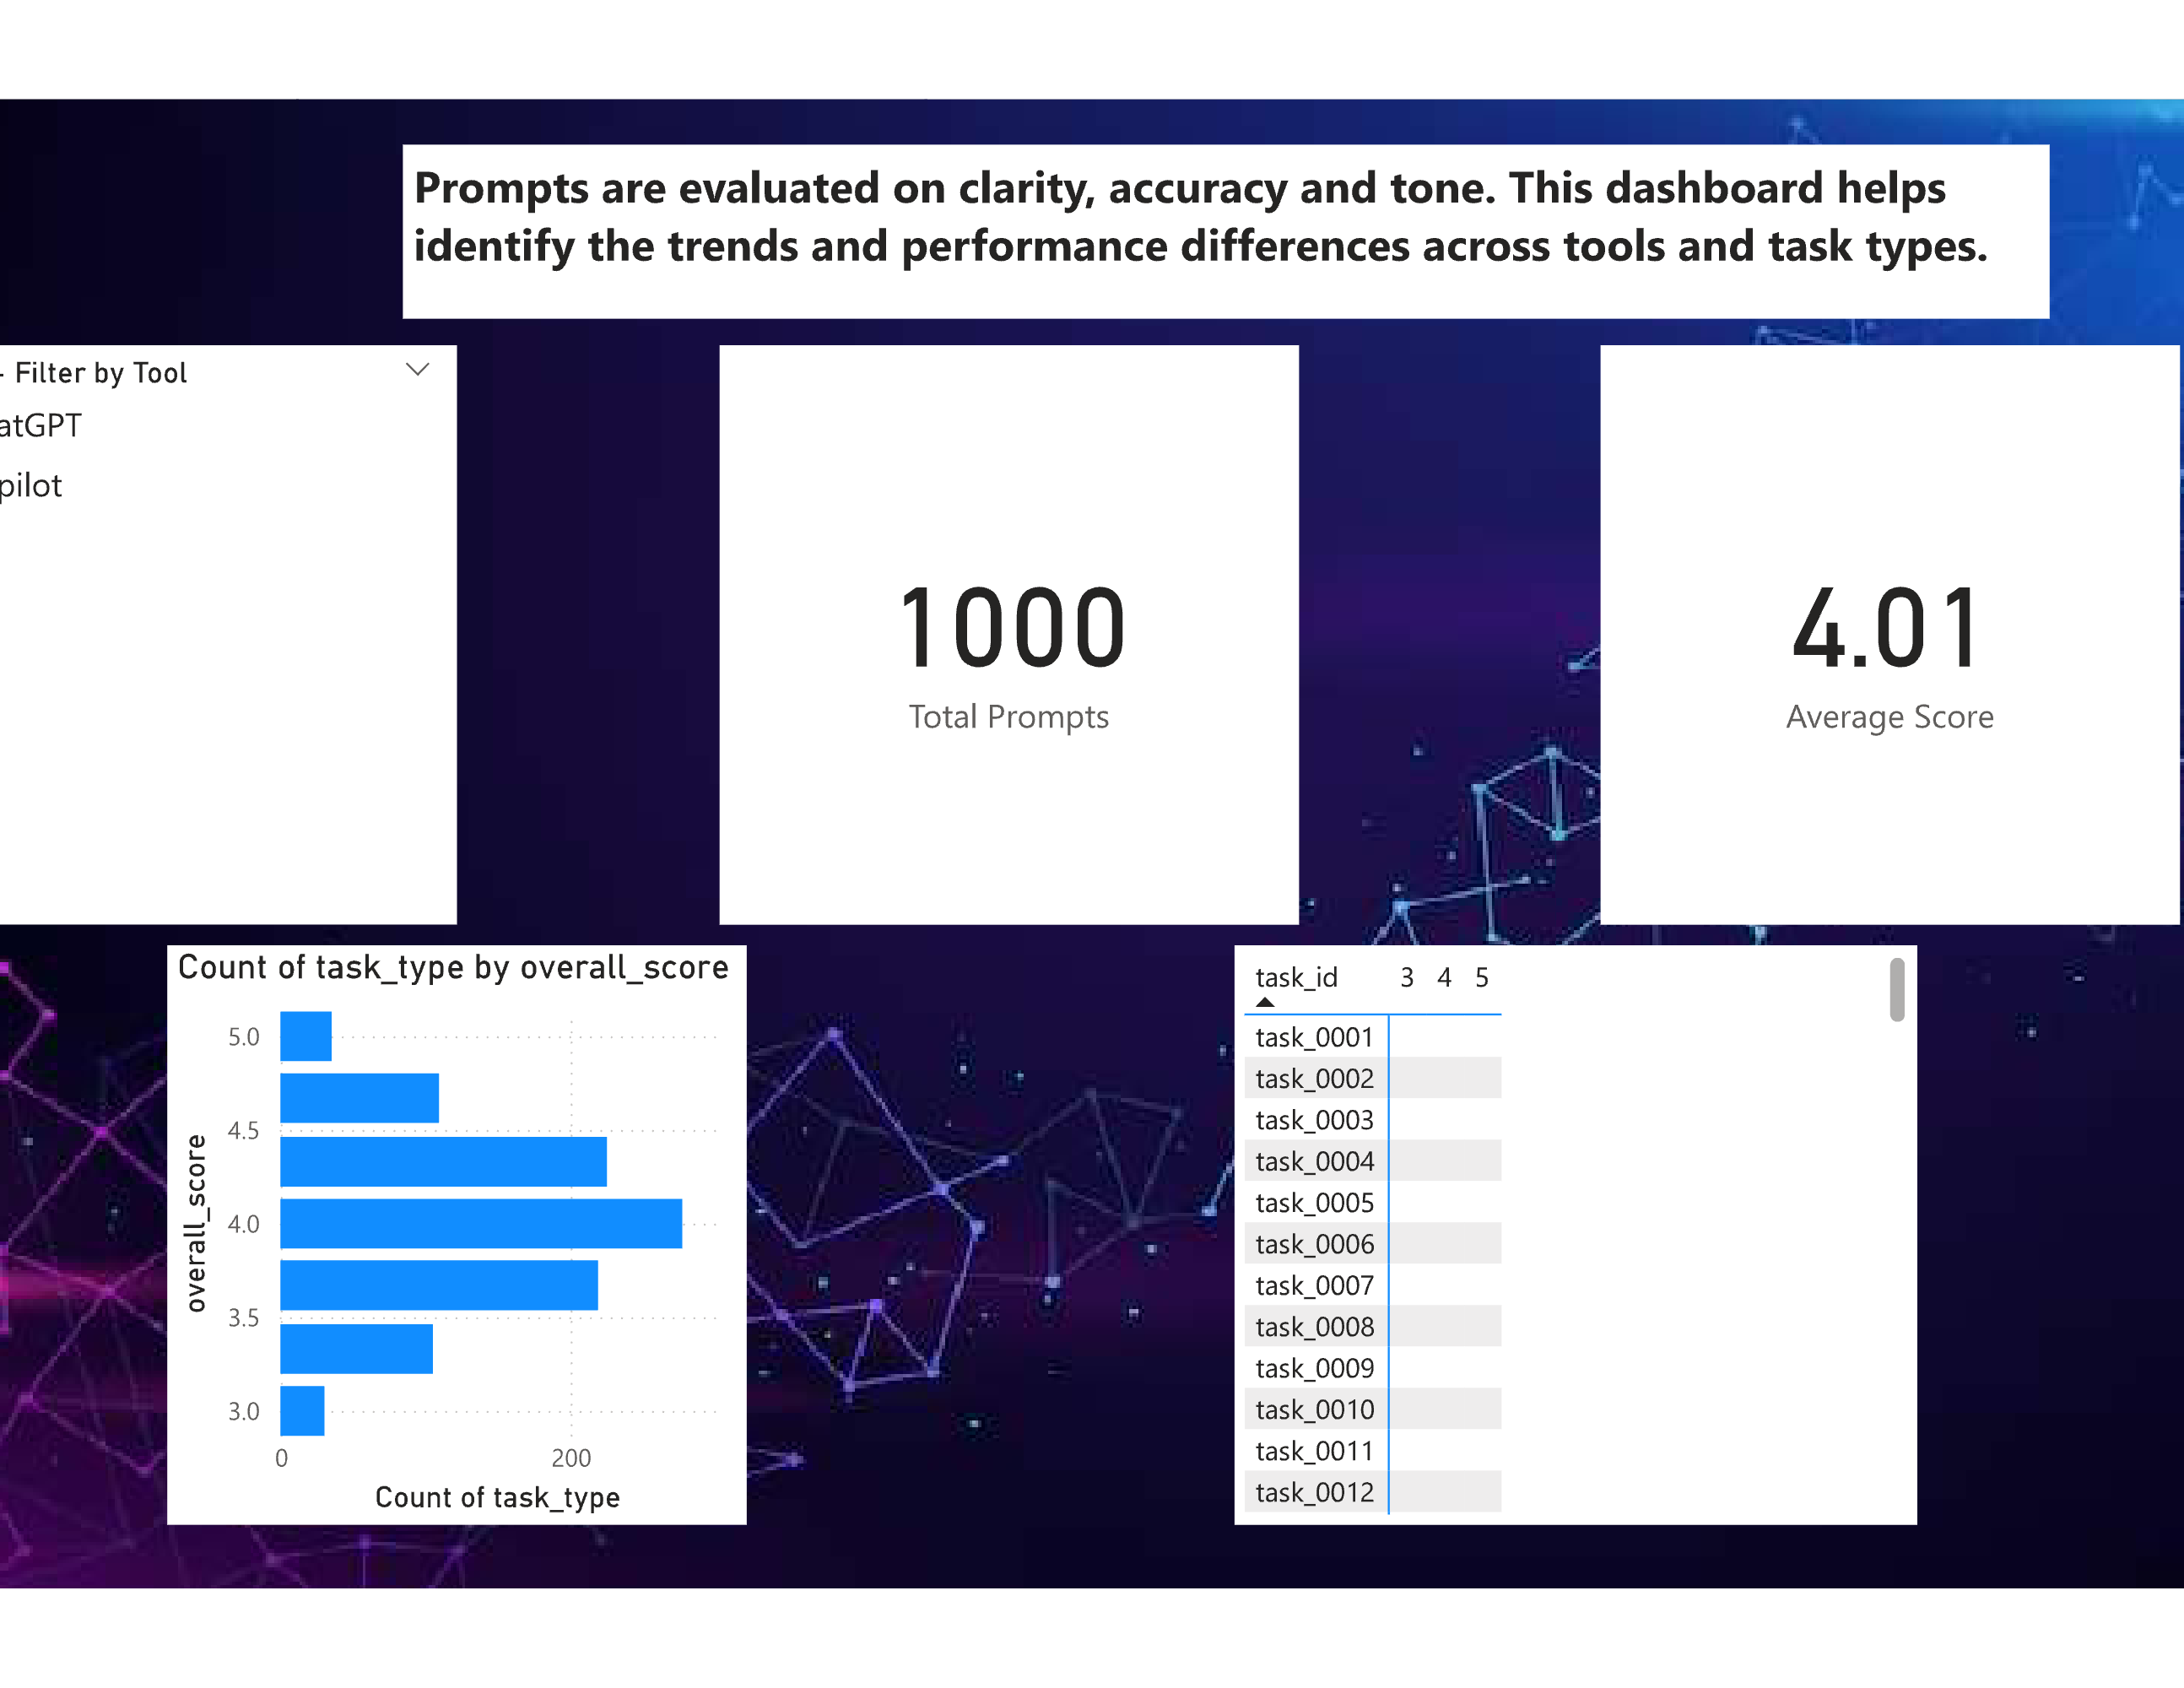 Prompts are evaluated on clarity, accuracy and tone. This dashboard helps
identify the trends and performance differences across tools and task types.
- Filter by Tool
atGPT
pilot
1000
Total Prompts
4.01
Average Score
Count of task_type by overall_score
overall_score
5.0
4.5
4.0
3.5
3.0
0 200
Count of task_type
task_id 3 4 5
task_0001
task_0002
task_0003
task_0004
task_0005
task_0006
task_0007
task_0008
task_0009
task_0010
task_0011
task_0012